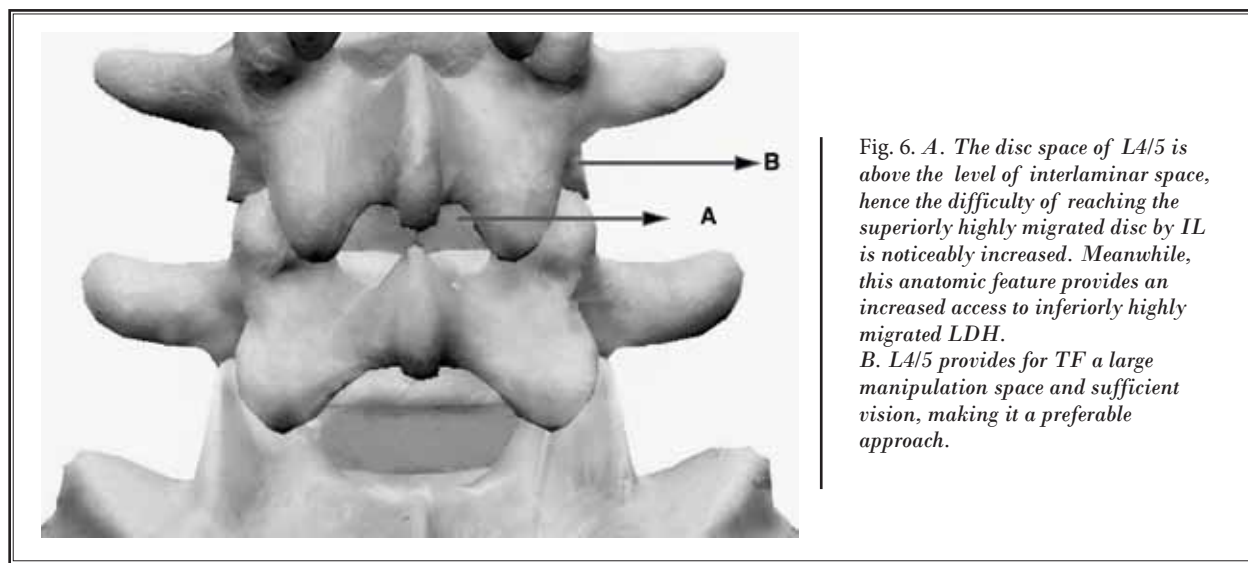 B
A
Fig. 6. A. The disc space of L4/5 is
above the level of interlaminar space,
hence the difficulty of reaching the
superiorly highly migrated disc by IL
is noticeably increased. Meanwhile,
this anatomic feature provides an
increased access to inferiorly highly
migrated LDH.
B. L4/5 provides for TF a large
manipulation space and sufficient
vision, making it a preferable
approach.